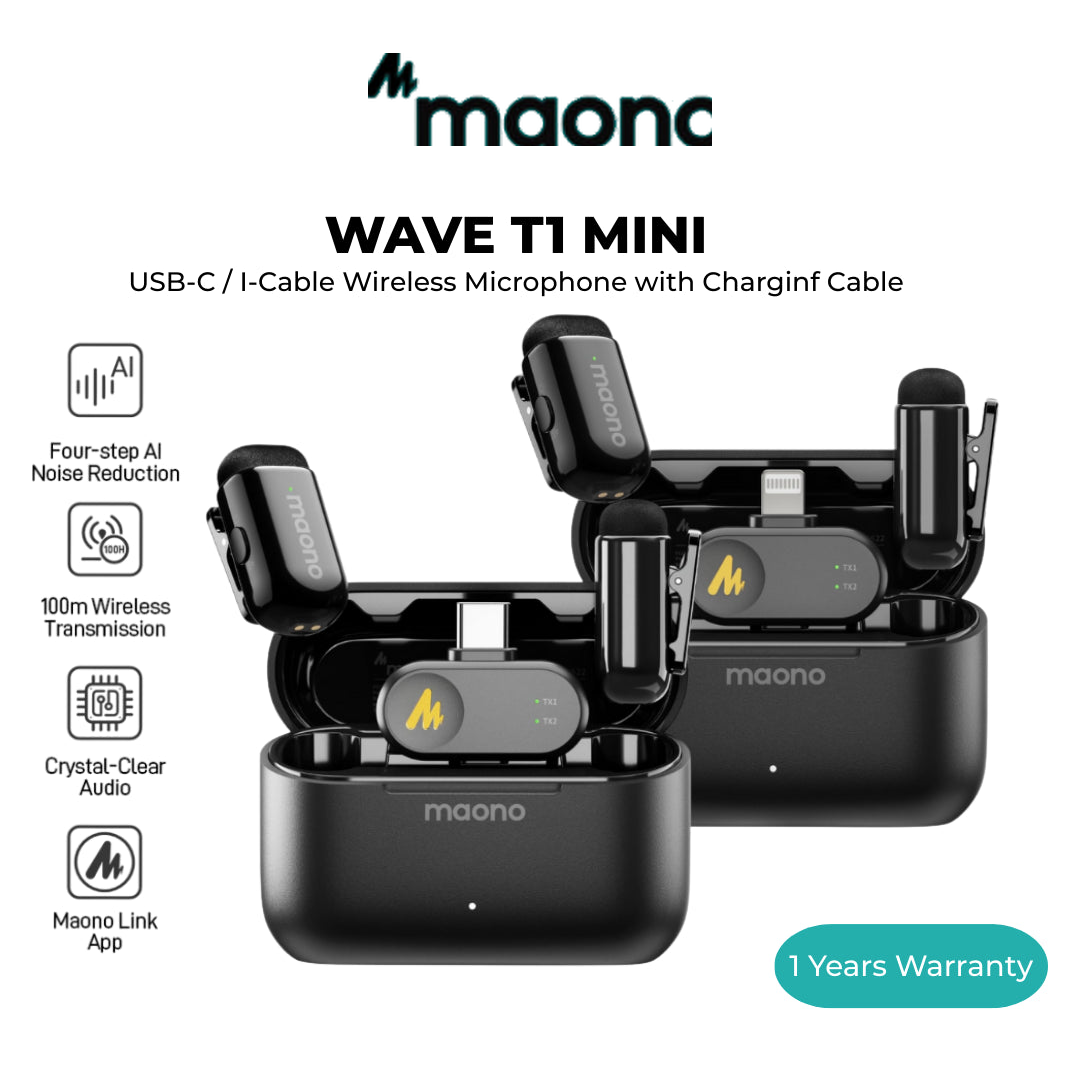 maono
WAVE T1 MINI
USB-C / I-Cable Wireless Microphone with Charginf Cable
AI
Four-step AI
Noise Reduction
100H
100m Wireless
Transmission
Crystal-Clear
Audio
Maono Link
App
maono
maono
TX1
TX2
maono
maono
TX1
TX2
maono
1 Years Warranty